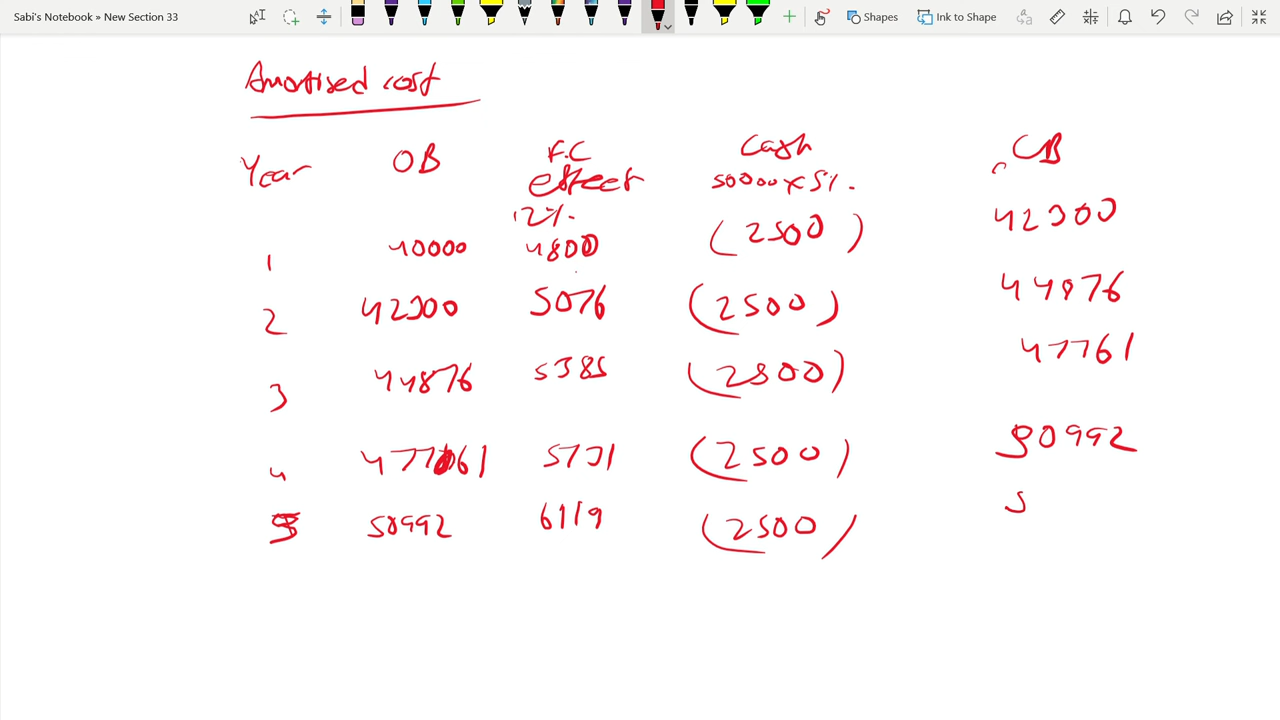 Sabi's Notebook » New Section 33
Shapes
Ink to Shape
Amortised cost
Year OB F.C effect 12% Cash 50000 x 5% CB
1 40000 4800 (2500) 42300
2 42300 5076 (2500) 44876
3 44876 5385 (2500) 47761
4 47761 5731 (2500) 50992
5 50992 6119 (2500) 5